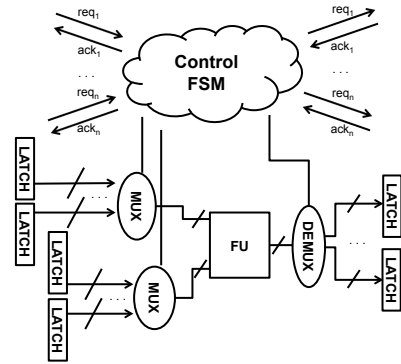 req1
ack1
. . .
reqn
ackn
Control
FSM
req1
ack1
. . .
reqn
ackn
LATCH
LATCH
. . .
MUX
LATCH
LATCH
. . .
MUX
FU
DEMUX
LATCH
. . .
LATCH